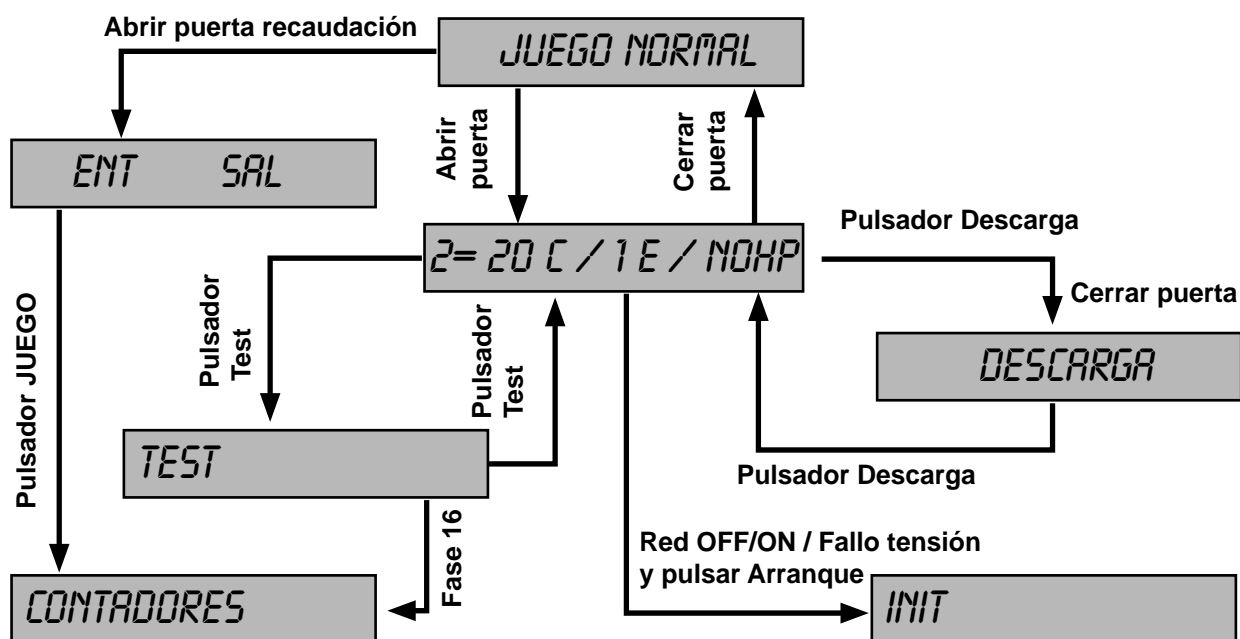 Abrir puerta recaudación
JUEGO NORMAL
Abrir
puerta
Cerrar
puerta
ENT SAL
Pulsador Descarga
2= 20 C / 1 E / NOHP
Cerrar puerta
Pulsador JUEGO
Pulsador
Test
Pulsador
Test
DESCARGA
TEST
Pulsador Descarga
Fase 16
Red OFF/ON / Fallo tensión
y pulsar Arranque
CONTADORES
INIT